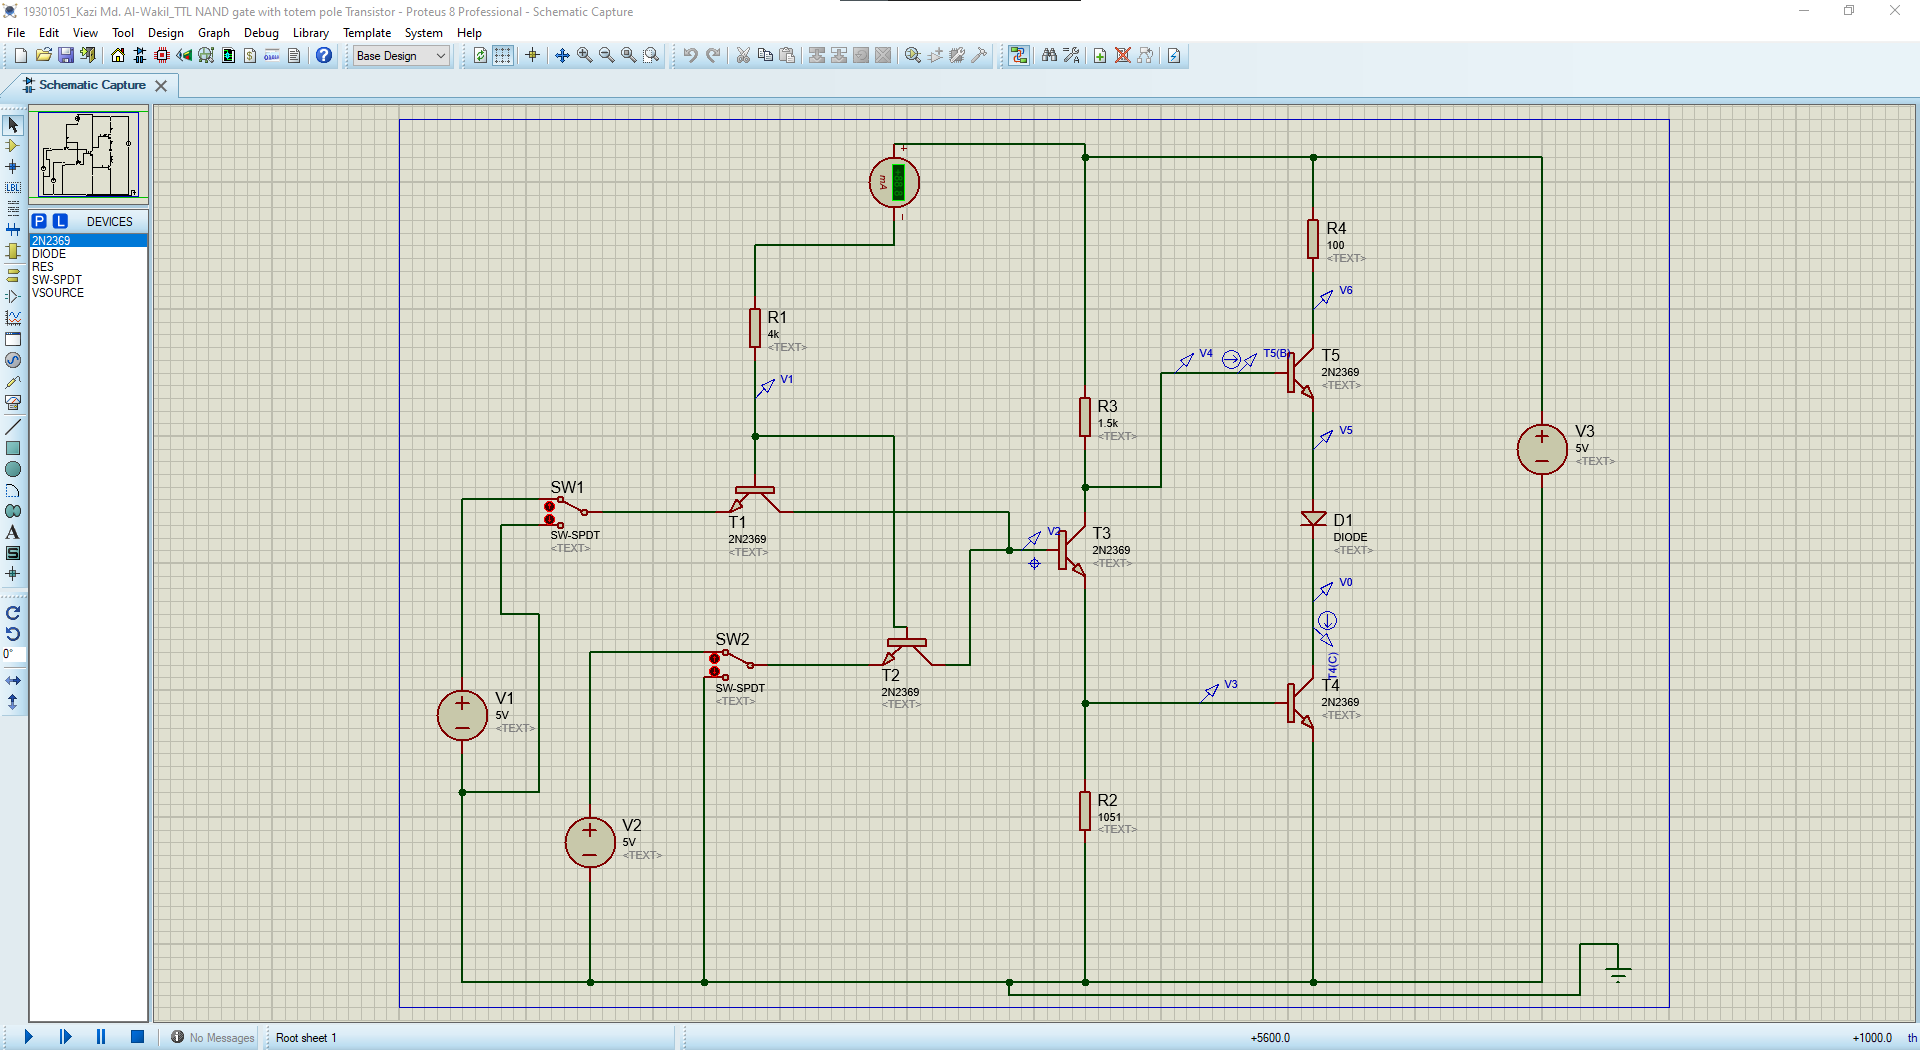 19301051_Kazi Md. Al-Wakil_TTL NAND gate with totem pole Transistor - Proteus 8 Professional - Schematic Capture
File Edit View Tool Design Graph Debug Library Template System Help
Base Design
Schematic Capture
LBL
P L DEVICES
2N2369
DIODE
RES
SW-SPDT
VSOURCE
A
S
0°
+
mA
-
R1
4k
<TEXT>
V1
R4
100
<TEXT>
V6
V4
T5(B)
T5
2N2369
<TEXT>
R3
1.5k
<TEXT>
V5
V3
5V
<TEXT>
SW1
SW-SPDT
<TEXT>
T1
2N2369
<TEXT>
V2
T3
2N2369
<TEXT>
D1
DIODE
<TEXT>
V0
T4(C)
SW2
SW-SPDT
<TEXT>
T2
2N2369
<TEXT>
V3
T4
2N2369
<TEXT>
V1
5V
<TEXT>
V2
5V
<TEXT>
R2
1051
<TEXT>
No Messages
Root sheet 1
+5600.0
+1000.0
th